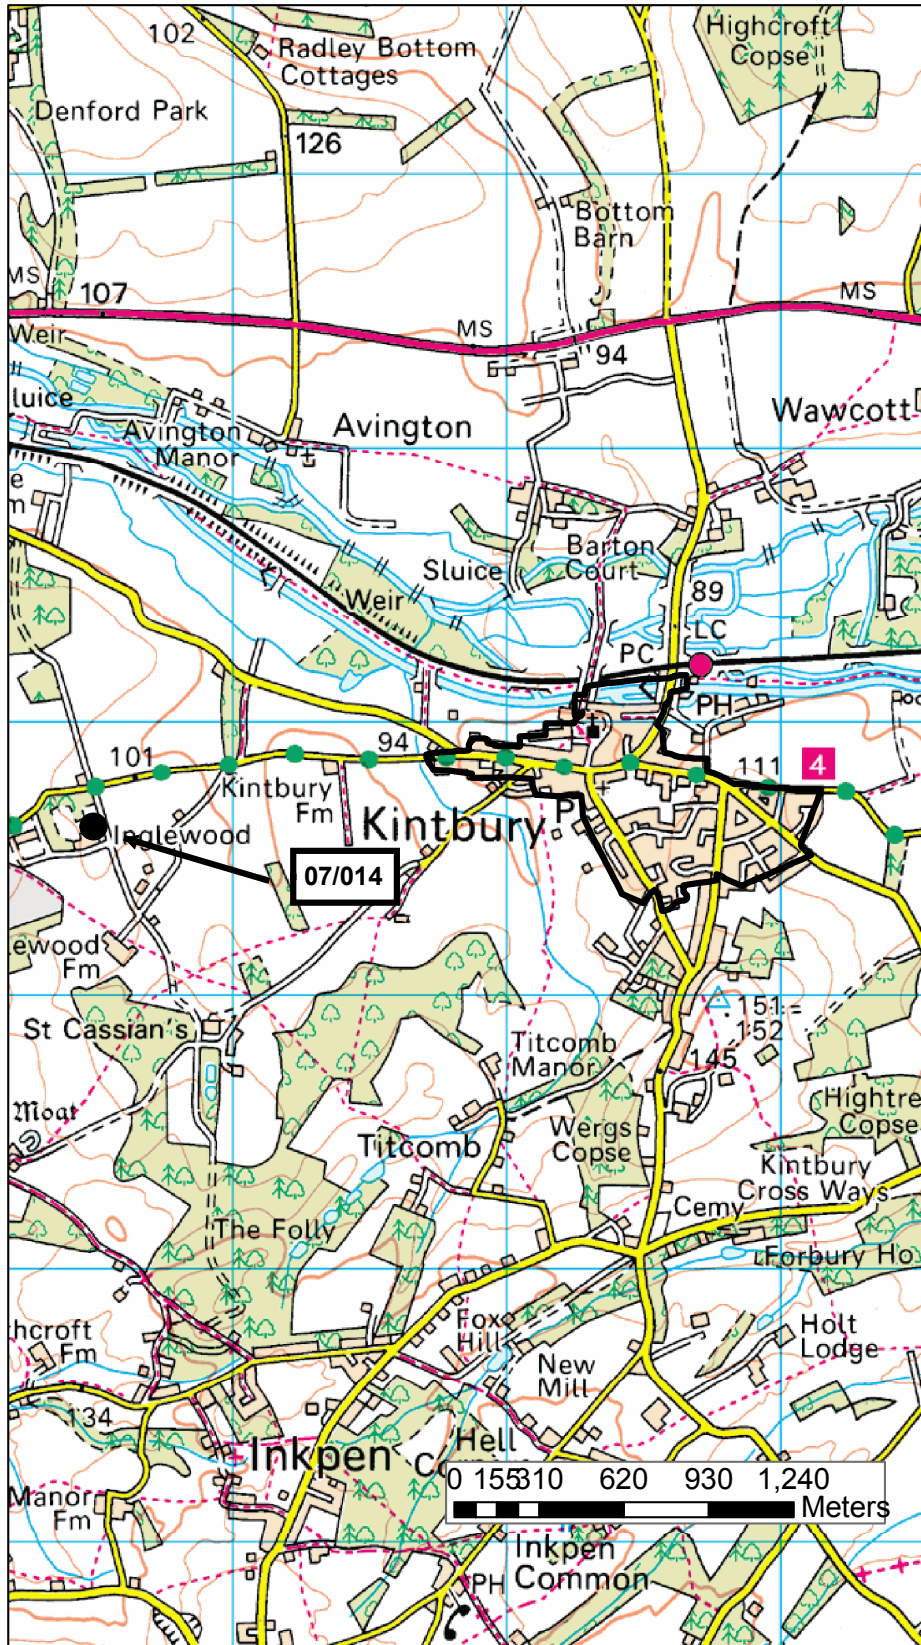 102
Radley Bottom
Cottages
Highcroft
Copse
Denford Park
126
Bottom
Barn
MS
107
MS
MS
Weir
94
luice
Avington
Manor
Avington
Wawcott
e
m
Sluice
Barton
Court
Weir
89
LC
PC
PH
101
94
111
4
Kintbury
Fm
Kintbury
P
Inglewood
07/014
ewood
Fm
St Cassian's
151
152
Titcomb
Manor
145
Moat
Hightre
Copse
Titcomb
Wergs
Copse
Kintbury
Cross Ways
Cemy
The Folly
Forbury Ho
hcroft
Fm
Fox
Hill
Holt
Lodge
New
Mill
134
Inkpen
Hell
Co
0 155 310 620 930 1,240
Meters
Manor
Fm
Inkpen
Common
PH